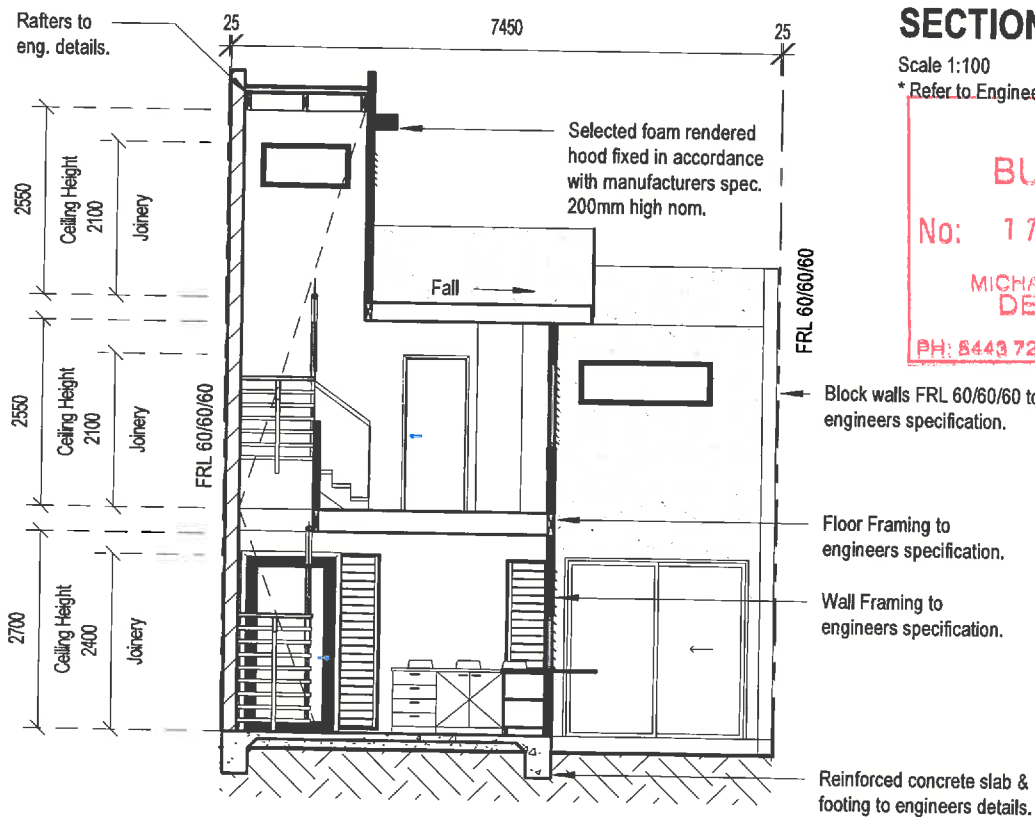 Rafters to
eng. details.
25
7450
25
SECTION
Scale 1:100
* Refer to Engine
BU
No: 17
MICHA
DE
PH: 8443 72
Selected foam rendered
hood fixed in accordance
with manufacturers spec.
200mm high nom.
2550
Ceiling Height
2100
Joinery
Fall
FRL 60/60/60
2550
Ceiling Height
2100
Joinery
FRL 60/60/60
Block walls FRL 60/60/60 to
engineers specification.
Floor Framing to
engineers specification.
2700
Ceiling Height
2400
Joinery
Wall Framing to
engineers specification.
Reinforced concrete slab &
footing to engineers details.